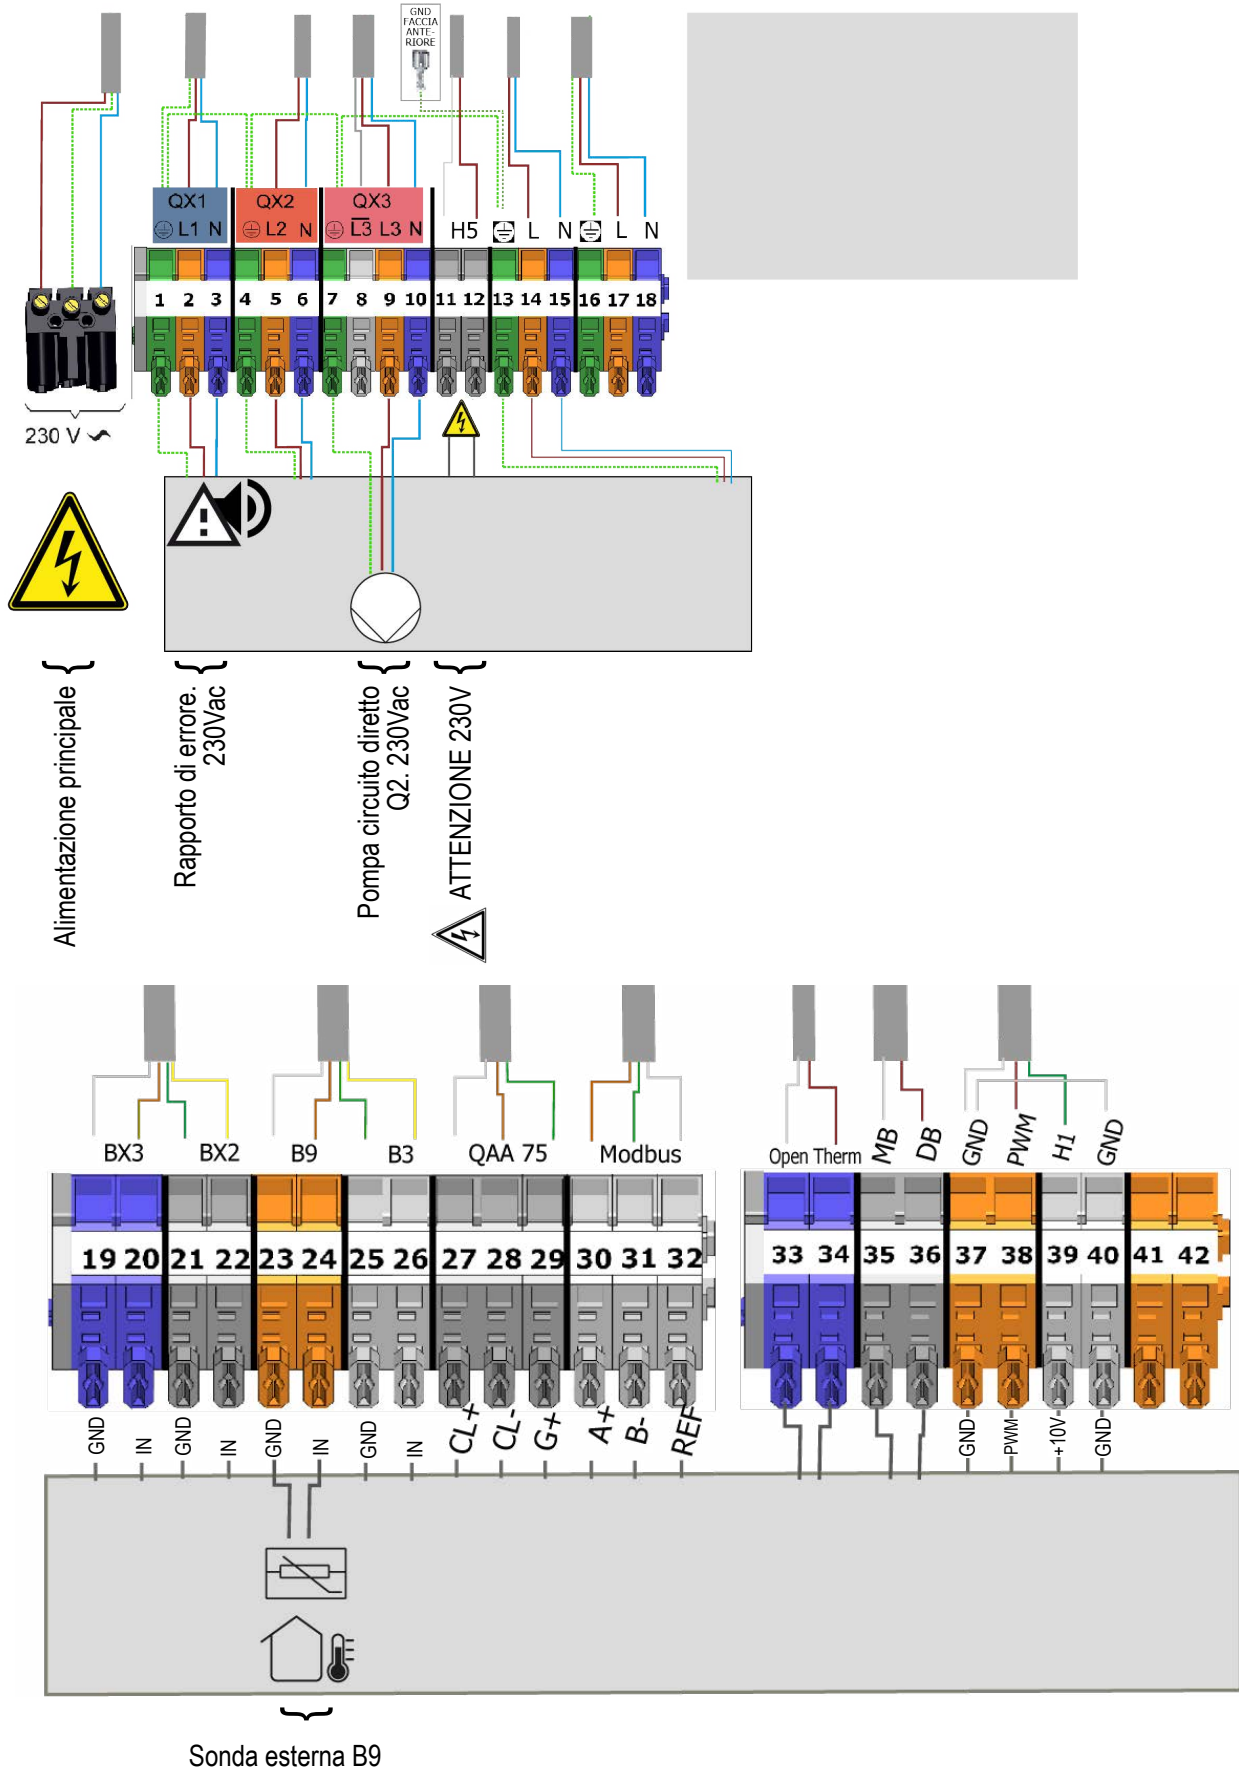 GND
FACCIA
ANTE-
RIORE
QX1
QX2
QX3
L1 N
L2 N
L3 L3 N
H5
L N
L N
1 2 3 4 5 6 7 8 9 10 11 12 13 14 15 16 17 18
230 V
Alimentazione principale
Rapporto di errore.
230Vac
Pompa circuito diretto
Q2. 230Vac
ATTENZIONE 230V
BX3 BX2 B9 B3 QAA 75 Modbus
Open Therm MB DB GND PWM H1 GND
19 20 21 22 23 24 25 26 27 28 29 30 31 32
33 34 35 36 37 38 39 40 41 42
GND IN GND IN GND IN GND IN CL+ CL- G+ A+ B- REF
GND PWM +10V GND
Sonda esterna B9